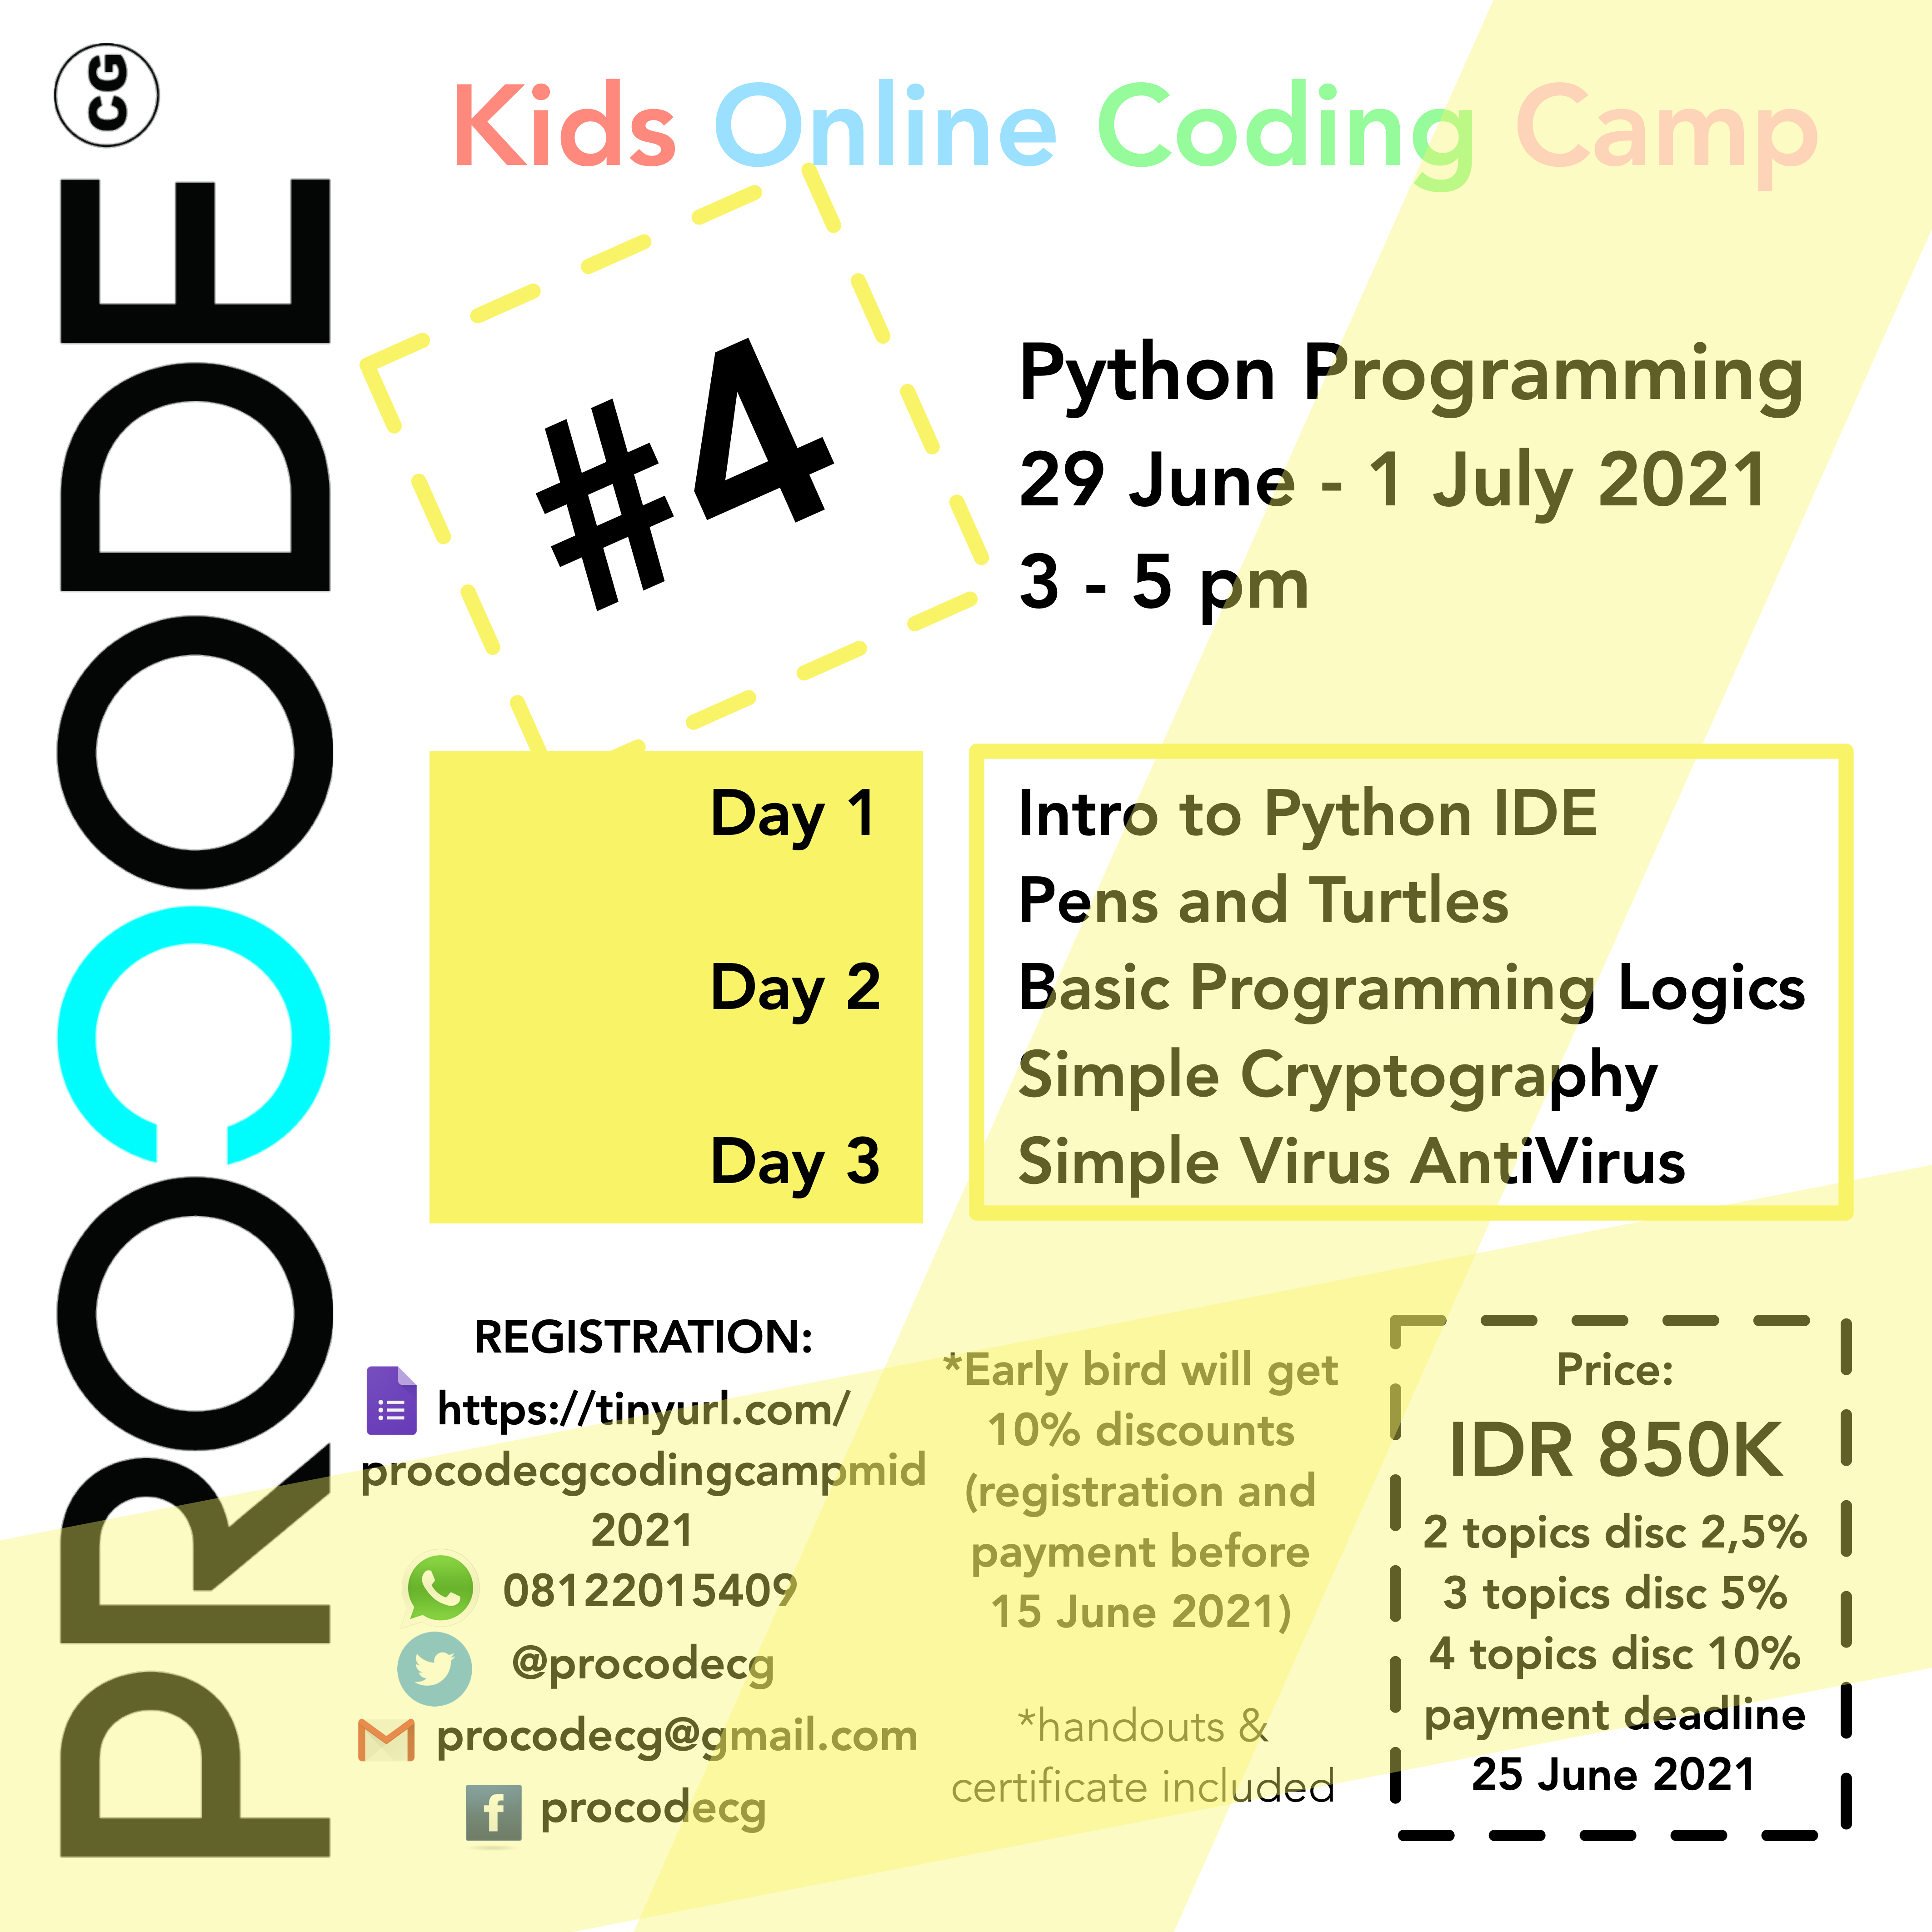 CG
PROCODE
Kids Online Coding Camp
#4
Python Programming
29 June - 1 July 2021
3 - 5 pm
Day 1
Intro to Python IDE
Pens and Turtles
Day 2
Basic Programming Logics
Simple Cryptography
Day 3
Simple Virus AntiVirus
REGISTRATION:
https://tinyurl.com/
procodecgcodingcampmid
2021
08122015409
@procodecg
procodecg@gmail.com
f procodecg
*Early bird will get
10% discounts
(registration and
payment before
15 June 2021)
*handouts &
certificate included
Price:
IDR 850K
2 topics disc 2,5%
3 topics disc 5%
4 topics disc 10%
payment deadline
25 June 2021